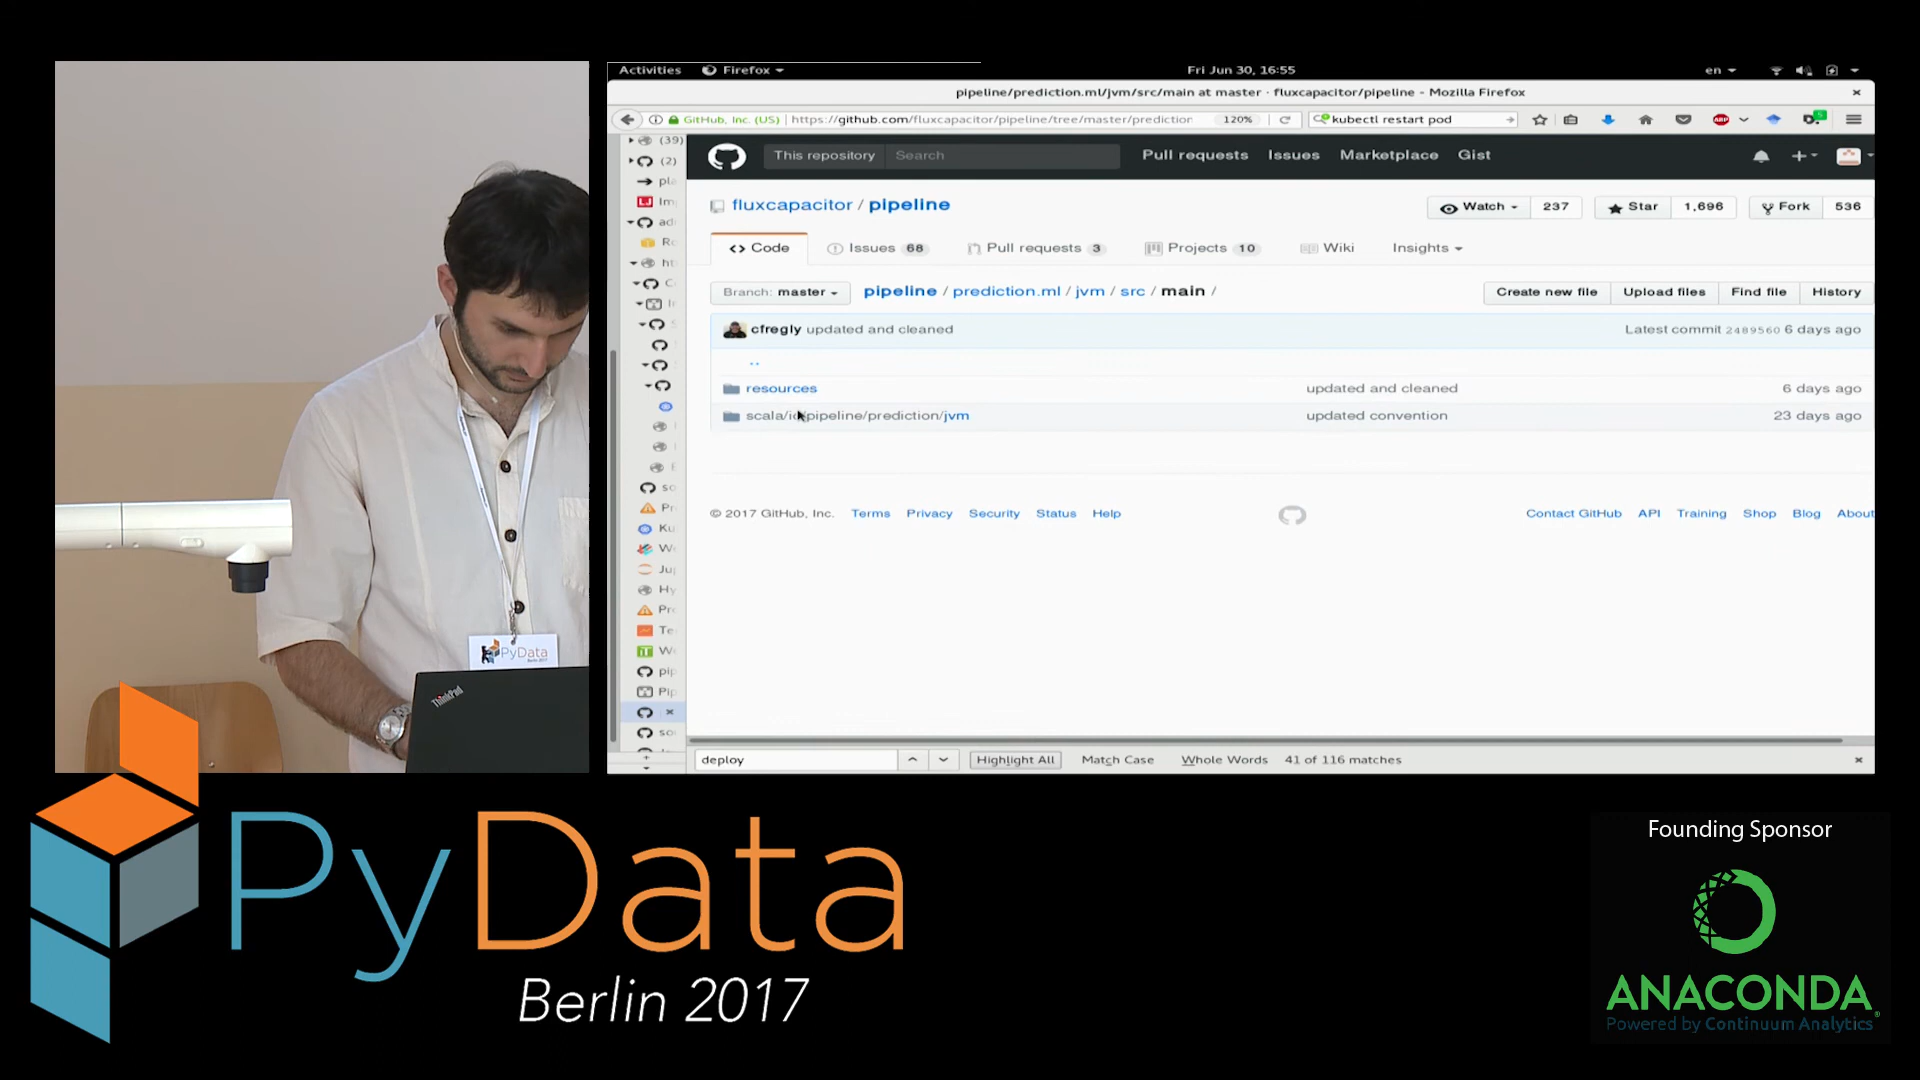 Activities Firefox Fri Jun 30, 16:55 en
pipeline/prediction.ml/jvm/src/main at master · fluxcapacitor/pipeline - Mozilla Firefox
GitHub, Inc. (US) https://github.com/fluxcapacitor/pipeline/tree/master/prediction 120% kubectl restart pod
This repository Search Pull requests Issues Marketplace Gist
fluxcapacitor / pipeline Watch 237 Star 1,696 Fork 536
Code Issues 68 Pull requests 3 Projects 10 Wiki Insights
Branch: master pipeline / prediction.ml / jvm / src / main / Create new file Upload files Find file History
cfregly updated and cleaned Latest commit 2489560 6 days ago
..
resources updated and cleaned 6 days ago
scala/io/pipeline/prediction/jvm updated convention 23 days ago
© 2017 GitHub, Inc. Terms Privacy Security Status Help Contact GitHub API Training Shop Blog About
(39)
(2)
deploy Highlight All Match Case Whole Words 41 of 116 matches
PyData
Berlin 2017
ThinkPad
PyData
Berlin 2017
Founding Sponsor
ANACONDA
Powered by Continuum Analytics